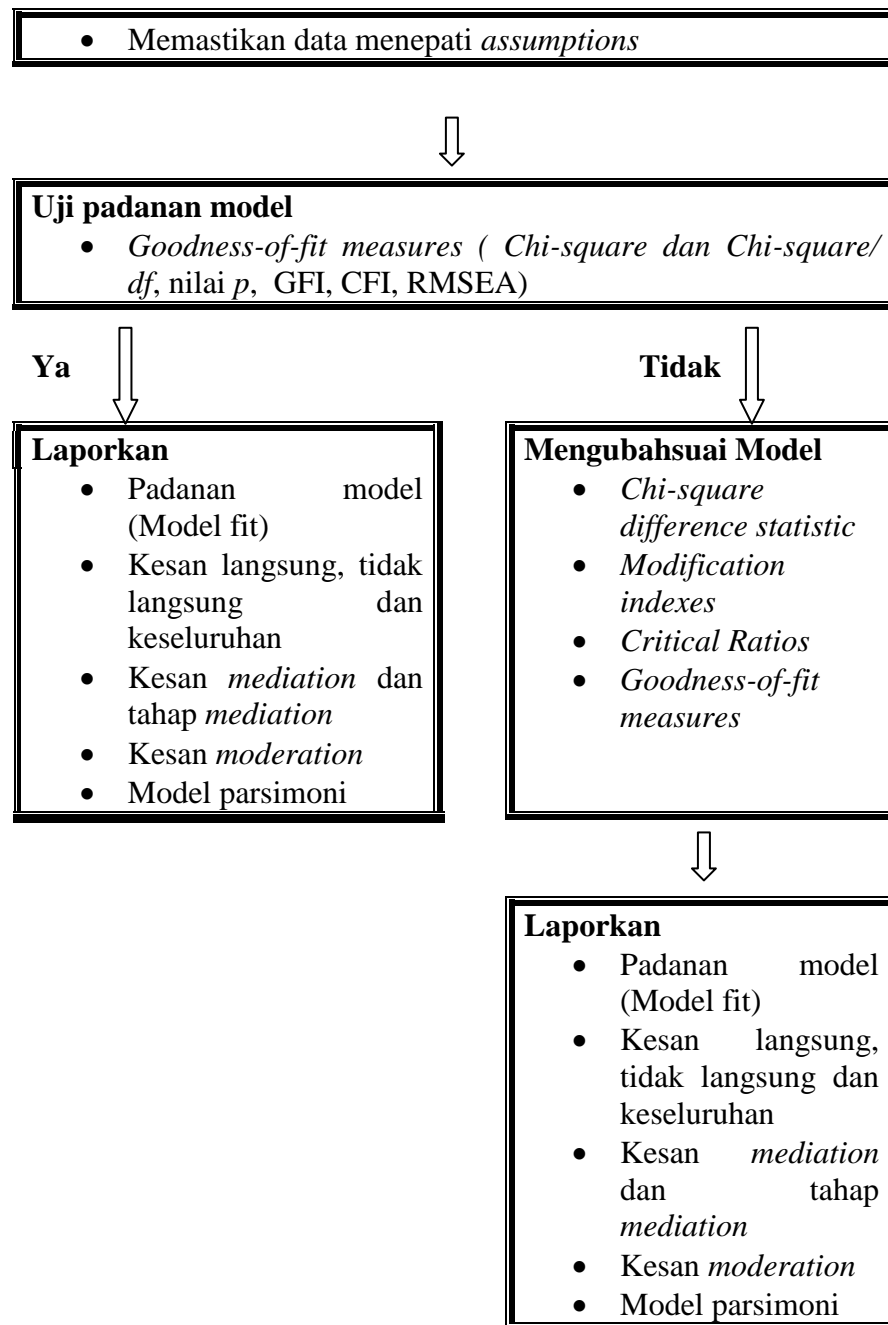 • Memastikan data menepati assumptions
Uji padanan model
• Goodness-of-fit measures ( Chi-square dan Chi-square/
df, nilai p, GFI, CFI, RMSEA)
Ya
Tidak
Laporkan
• Padanan model
(Model fit)
• Kesan langsung, tidak
langsung dan
keseluruhan
• Kesan mediation dan
tahap mediation
• Kesan moderation
• Model parsimoni
Mengubahsuai Model
• Chi-square
difference statistic
• Modification
indexes
• Critical Ratios
• Goodness-of-fit
measures
Laporkan
• Padanan model
(Model fit)
• Kesan langsung,
tidak langsung dan
keseluruhan
• Kesan mediation
dan tahap
mediation
• Kesan moderation
• Model parsimoni